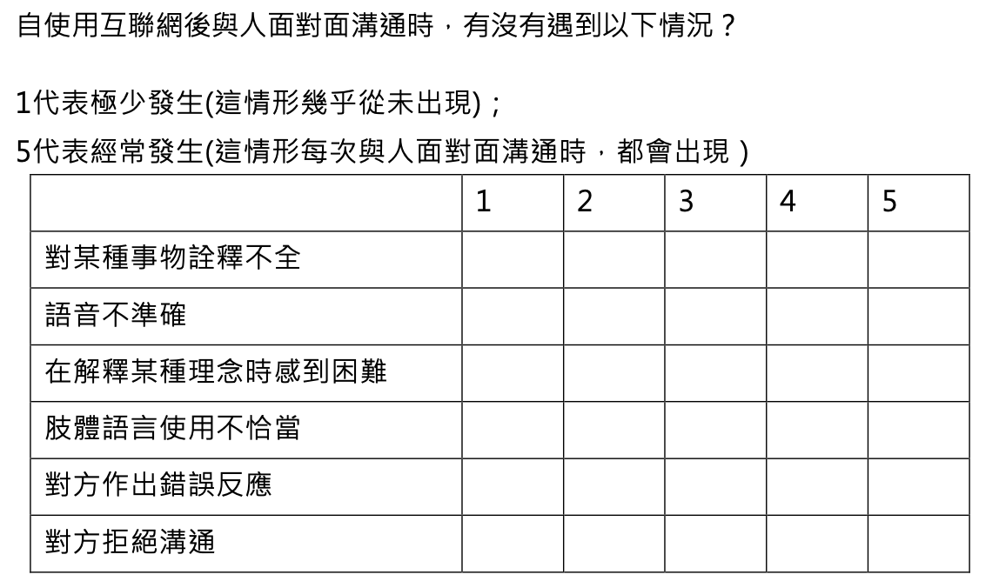 自使用互聯網後與人面對面溝通時，有沒有遇到以下情況？
1代表極少發生(這情形幾乎從未出現)；
5代表經常發生(這情形每次與人面對面溝通時，都會出現 )
1 2 3 4 5
對某種事物詮釋不全
語音不準確
在解釋某種理念時感到困難
肢體語言使用不恰當
對方作出錯誤反應
對方拒絕溝通